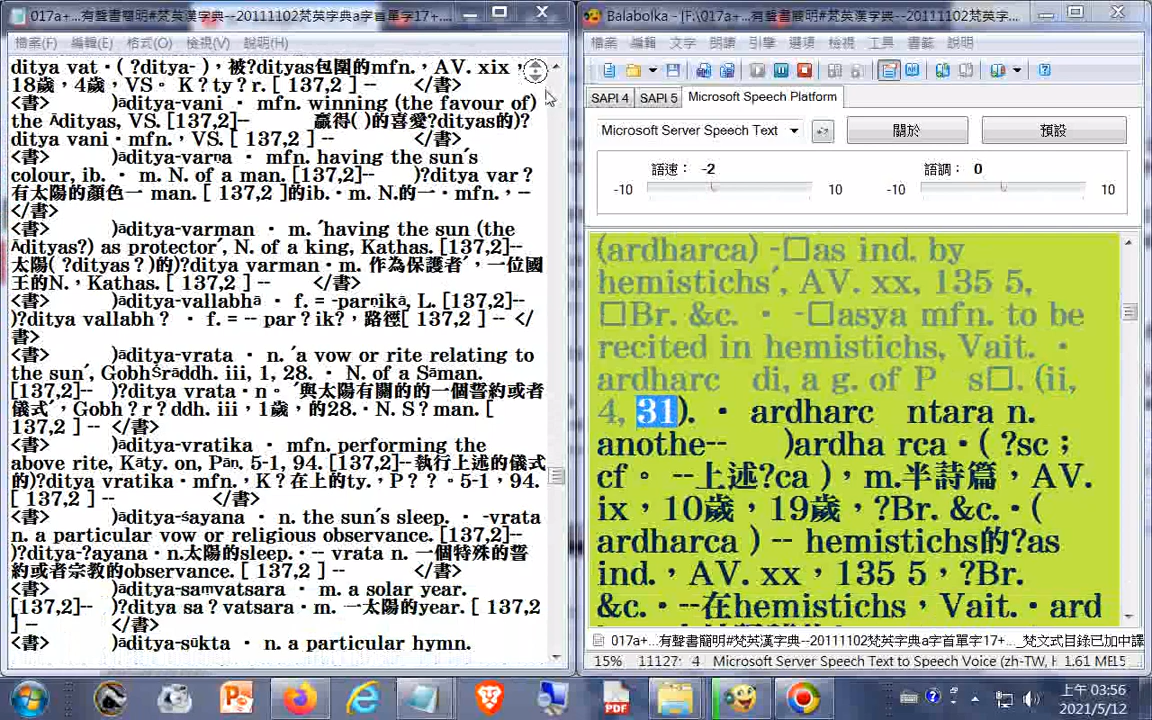 017a+...有聲書簡明#梵英漢字典--20111102梵英字典a字首單字17+...
檔案(F) 編輯(E) 格式(O) 檢視(V) 說明(H)
ditya vat‧( ?ditya- )，被?dityas包圍的mfn.，AV. xix，
18歲，4歲，VS。 K?ty?r. [ 137,2 ] -- </書>
<書> )āditya-vani ‧ mfn. winning (the favour of)
the Ādityas, VS. [137,2]-- 贏得( )的喜愛?dityas的)?
ditya vani‧mfn.，VS. [ 137,2 ] -- </書>
<書> )āditya-varṇa ‧ mfn. having the sun's
colour, ib. ‧ m. N. of a man. [137,2]-- )?ditya var?
有太陽的顏色一 man. [ 137,2 ]的ib.‧m. N.的一‧mfn.，--
</書>
<書> )āditya-varman ‧ m. 'having the sun (the
Ādityas?) as protector', N. of a king, Kathas. [137,2]--
太陽( ?dityas ? )的)?ditya varman‧m. 作為保護者'，一位國
王的N.，Kathas. [ 137,2 ] -- </書>
<書> )āditya-vallabhā ‧ f. = -parṇikā, L. [137,2]--
)?ditya vallabh? ‧ f. = -- par?ik?，路徑[ 137,2 ] -- </
書>
<書> )āditya-vrata ‧ n. 'a vow or rite relating to
the sun', GobhŚrāddh. iii, 1, 28. ‧ N. of a Sāman.
[137,2]-- )?ditya vrata‧n。'與太陽有關的的一個誓約或者
儀式'，Gobh?r?ddh. iii，1歲，的28.‧N. S?man. [
137,2 ] -- </書>
<書> )āditya-vratika ‧ mfn. performing the
above rite, Kāty. on, Pāṇ. 5-1, 94. [137,2]--執行上述的儀式
的)?ditya vratika‧mfn.，K?在上的ty.，P??。5-1，94.
[ 137,2 ] -- </書>
<書> )āditya-śayana ‧ n. the sun's sleep. ‧ -vrata
n. a particular vow or religious observance. [137,2]--
)?ditya-?ayana‧n.太陽的sleep.‧-- vrata n. 一個特殊的誓
約或者宗教的observance. [ 137,2 ] -- </書>
<書> )āditya-saṃvatsara ‧ m. a solar year.
[137,2]-- )?ditya sa?vatsara‧m. 一太陽的year. [ 137,2
] -- </書>
<書> )āditya-sūkta ‧ n. a particular hymn.
Balabolka - [F:\017a+...有聲書簡明#梵英漢字典--20111102梵英字...
檔案 編輯 文字 朗讀 引擎 選項 檢視 工具 書籤 說明
SAPI 4 SAPI 5 Microsoft Speech Platform
Microsoft Server Speech Text 關於 預設
語速： -2 語調： 0
-10 10 -10 10
(ardharca) -□as ind. by
hemistichs', AV. xx, 135 5,
□Br. &c. ‧ -□asya mfn. to be
recited in hemistichs, Vait. ‧
ardharc di, a g. of P s□. (ii,
4, 31). ‧ ardharc ntara n.
anothe-- )ardha rca‧( ?sc；
cf。 --上述?ca )，m.半詩篇，AV.
ix，10歲，19歲，?Br. &c.‧(
ardharca ) -- hemistichs的?as
ind.，AV. xx，135 5，?Br.
&c.‧--在hemistichs，Vait.‧ard
017a+...有聲書簡明#梵英漢字典--20111102梵英字典a字首單字17+..._梵文式目錄已加中譯
15% 11127: 4 Microsoft Server Speech Text to Speech Voice (zh-TW, H 1.61 MB
PDF
上午 03:56
2021/5/12